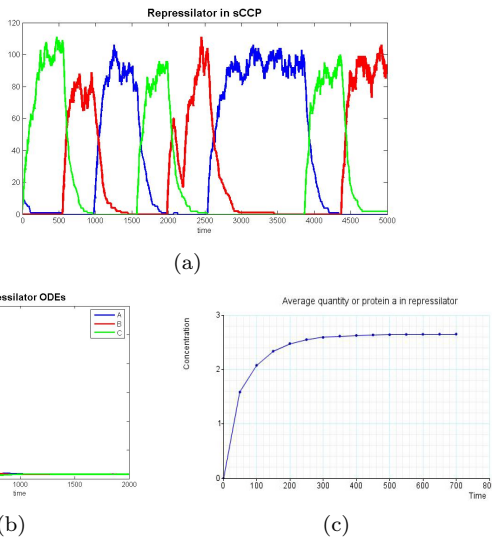 Repressilator in sCCP
120
100
80
60
40
20
0
0 500 1000 1500 2000 2500 3000 3500 4000 4500 5000
time
(a)
essilator ODEs
A
B
C
1000 1500 2000
time
(b)
Average quantity or protein a in repressilator
Concentration
3
2
1
0
0 100 200 300 400 500 600 700 800
Time
(c)